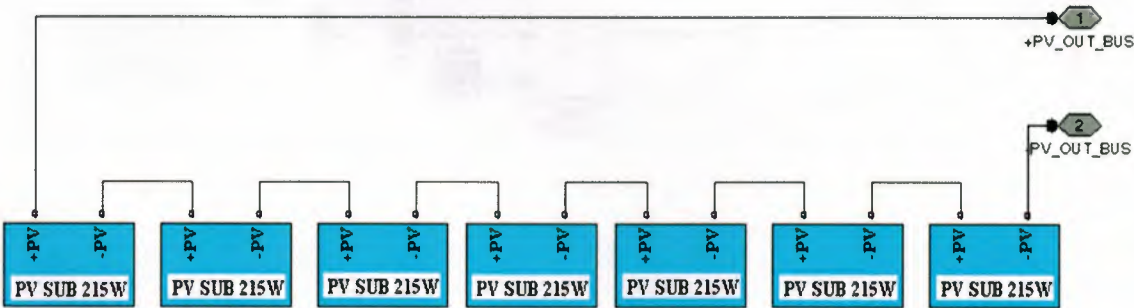 1
+PV_OUT_BUS
2
-PV_OUT_BUS
+PV -PV +PV -PV +PV -PV +PV -PV +PV -PV +PV -PV +PV -PV
PV SUB 215W PV SUB 215W PV SUB 215W PV SUB 215W PV SUB 215W PV SUB 215W PV SUB 215W